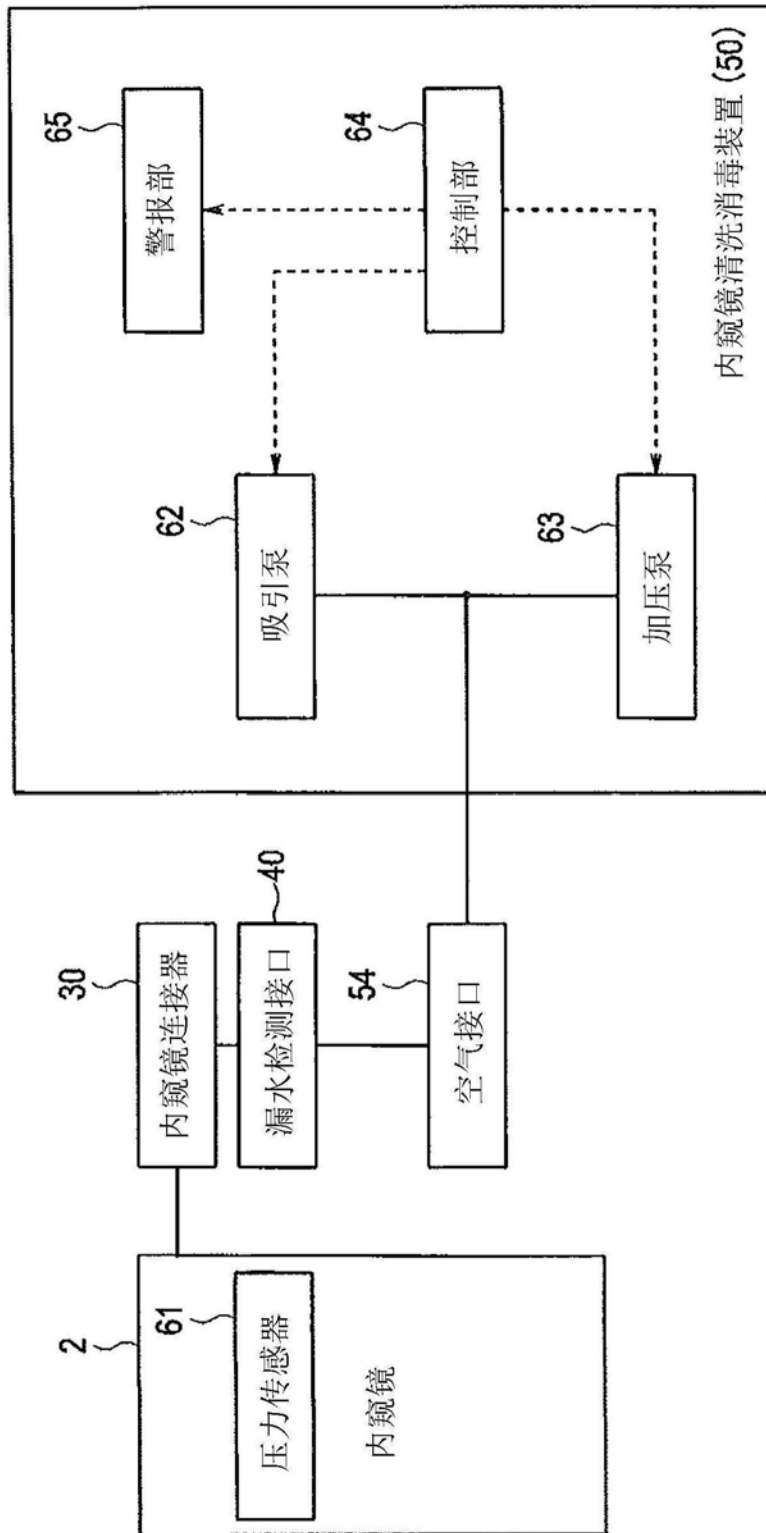 2
61
压力传感器
内窥镜
30
内窥镜连接器
40
漏水检测接口
54
空气接口
62
吸引泵
63
加压泵
65
警报部
64
控制部
内窥镜清洗消毒装置(50)